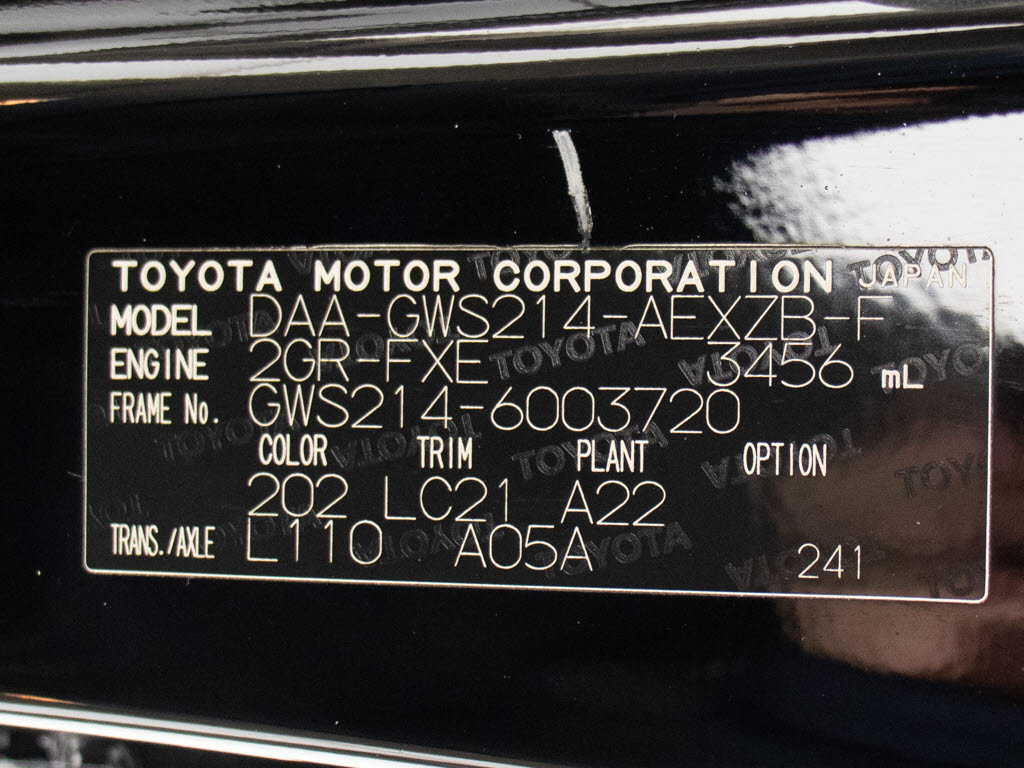 TOYOTA MOTOR CORPORATION JAPAN
MODEL DAA-GWS214-AEXZB-F
ENGINE 2GR-FXE 3456 mL
FRAME No. GWS214-6003720
COLOR TRIM PLANT OPTION
202 LC21 A22
TRANS./AXLE L110 A05A 241